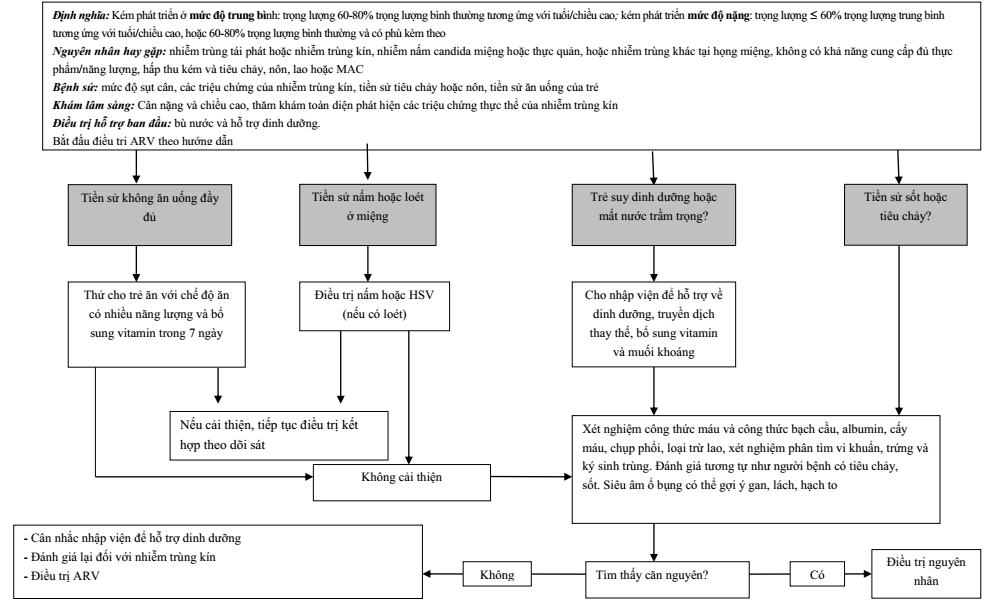 Định nghĩa: Kém phát triển ở mức độ trung bình: trọng lượng 60-80% trọng lượng bình thường tương ứng với tuổi/chiều cao; kém phát triển mức độ nặng: trọng lượng ≤ 60% trọng lượng trung bình
tương ứng với tuổi/chiều cao, hoặc 60-80% trọng lượng bình thường và có phù kèm theo
Nguyên nhân hay gặp: nhiễm trùng tái phát hoặc nhiễm trùng kín, nhiễm nấm candida miệng hoặc thực quản, hoặc nhiễm trùng khác tại họng miệng, không có khả năng cung cấp đủ thực
phẩm/năng lượng, hấp thu kém và tiêu chảy, nôn, lao hoặc MAC
Bệnh sử: mức độ sụt cân, các triệu chứng của nhiễm trùng kín, tiền sử tiêu chảy hoặc nôn, tiền sử ăn uống của trẻ
Khám lâm sàng: Cân nặng và chiều cao, thăm khám toàn diện phát hiện các triệu chứng thực thể của nhiễm trùng kín
Điều trị hỗ trợ ban đầu: bù nước và hỗ trợ dinh dưỡng.
Bắt đầu điều trị ARV theo hướng dẫn
Tiền sử không ăn uống đầy
đủ
Tiền sử nấm hoặc loét
ở miệng
Trẻ suy dinh dưỡng hoặc
mất nước trầm trọng?
Tiền sử sốt hoặc
tiêu chảy?
Thử cho trẻ ăn với chế độ ăn
có nhiều năng lượng và bổ
sung vitamin trong 7 ngày
Điều trị nấm hoặc HSV
(nếu có loét)
Cho nhập viện để hỗ trợ về
dinh dưỡng, truyền dịch
thay thế, bổ sung vitamin
và muối khoáng
Nếu cải thiện, tiếp tục điều trị kết
hợp theo dõi sát
Không cải thiện
Xét nghiệm công thức máu và công thức bạch cầu, albumin, cấy
máu, chụp phổi, loại trừ lao, xét nghiệm phân tìm vi khuẩn, trứng và
ký sinh trùng. Đánh giá tương tự như người bệnh có tiêu chảy,
sốt. Siêu âm ổ bụng có thể gợi ý gan, lách, hạch to
- Cân nhắc nhập viện để hỗ trợ dinh dưỡng
- Đánh giá lại đối với nhiễm trùng kín
- Điều trị ARV
Không
Tìm thấy căn nguyên?
Có
Điều trị nguyên
nhân